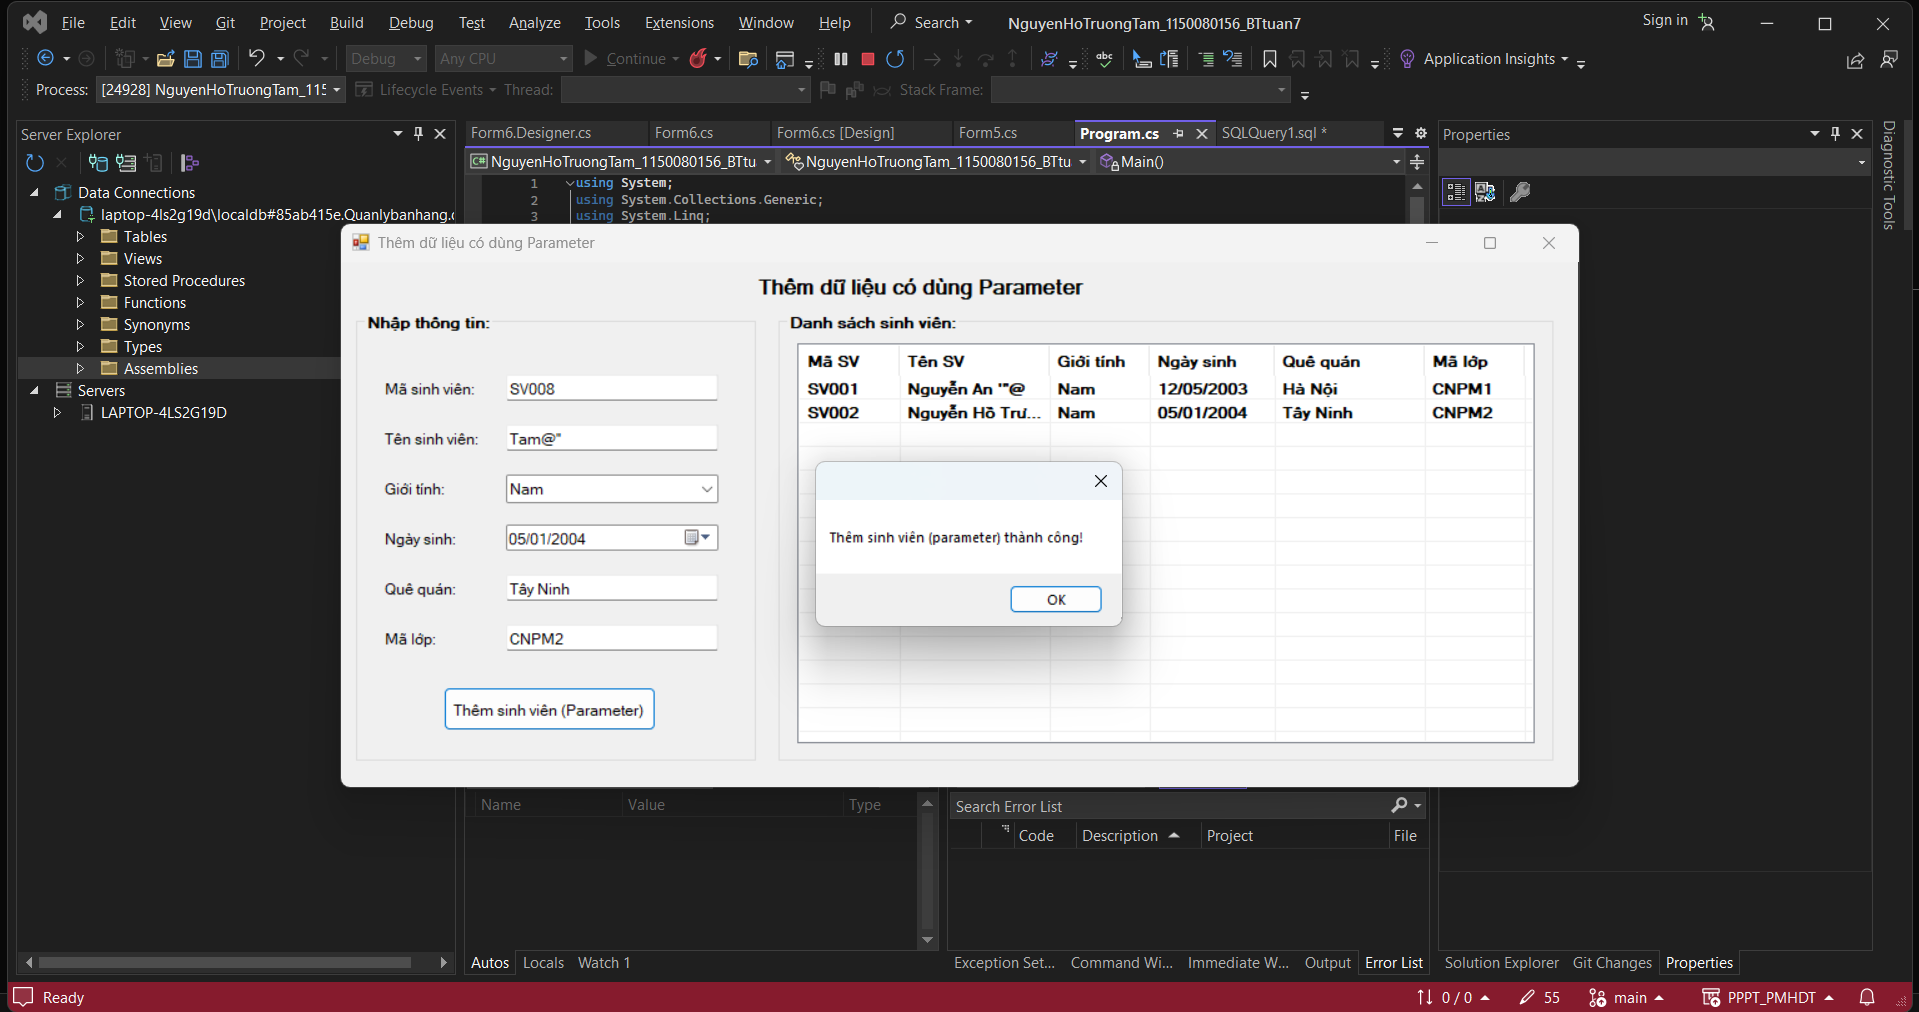 File Edit View Git Project Build Debug Test Analyze Tools Extensions Window Help Search NguyenHoTruongTam_1150080156_BTtuan7 Sign in
Debug Any CPU Continue Application Insights
Process: [24928] NguyenHoTruongTam_115 Lifecycle Events Thread: Stack Frame:
Server Explorer
Data Connections
laptop-4ls2g19d\localdb#85ab415e.Quanlybanhang.
Tables
Views
Stored Procedures
Functions
Synonyms
Types
Assemblies
Servers
LAPTOP-4LS2G19D
Form6.Designer.cs Form6.cs Form6.cs [Design] Form5.cs Program.cs SQLQuery1.sql *
C# NguyenHoTruongTam_1150080156_BTtu NguyenHoTruongTam_1150080156_BTtu Main()
1 using System;
2 using System.Collections.Generic;
3 using System.Linq;
Properties
Diagnostic Tools
Thêm dữ liệu có dùng Parameter
Thêm dữ liệu có dùng Parameter
Nhập thông tin:
Mã sinh viên: SV008
Tên sinh viên: Tam@"
Giới tính: Nam
Ngày sinh: 05/01/2004
Quê quán: Tây Ninh
Mã lớp: CNPM2
Thêm sinh viên (Parameter)
Danh sách sinh viên:
Mã SV Tên SV Giới tính Ngày sinh Quê quán Mã lớp
SV001 Nguyễn An '"@ Nam 12/05/2003 Hà Nội CNPM1
SV002 Nguyễn Hồ Trư... Nam 05/01/2004 Tây Ninh CNPM2
Thêm sinh viên (parameter) thành công!
OK
Name Value Type
Autos Locals Watch 1
Search Error List
Code Description Project File
Exception Set... Command Wi... Immediate W... Output Error List
Solution Explorer Git Changes Properties
Ready 0 / 0 55 main PPPT_PMHDT